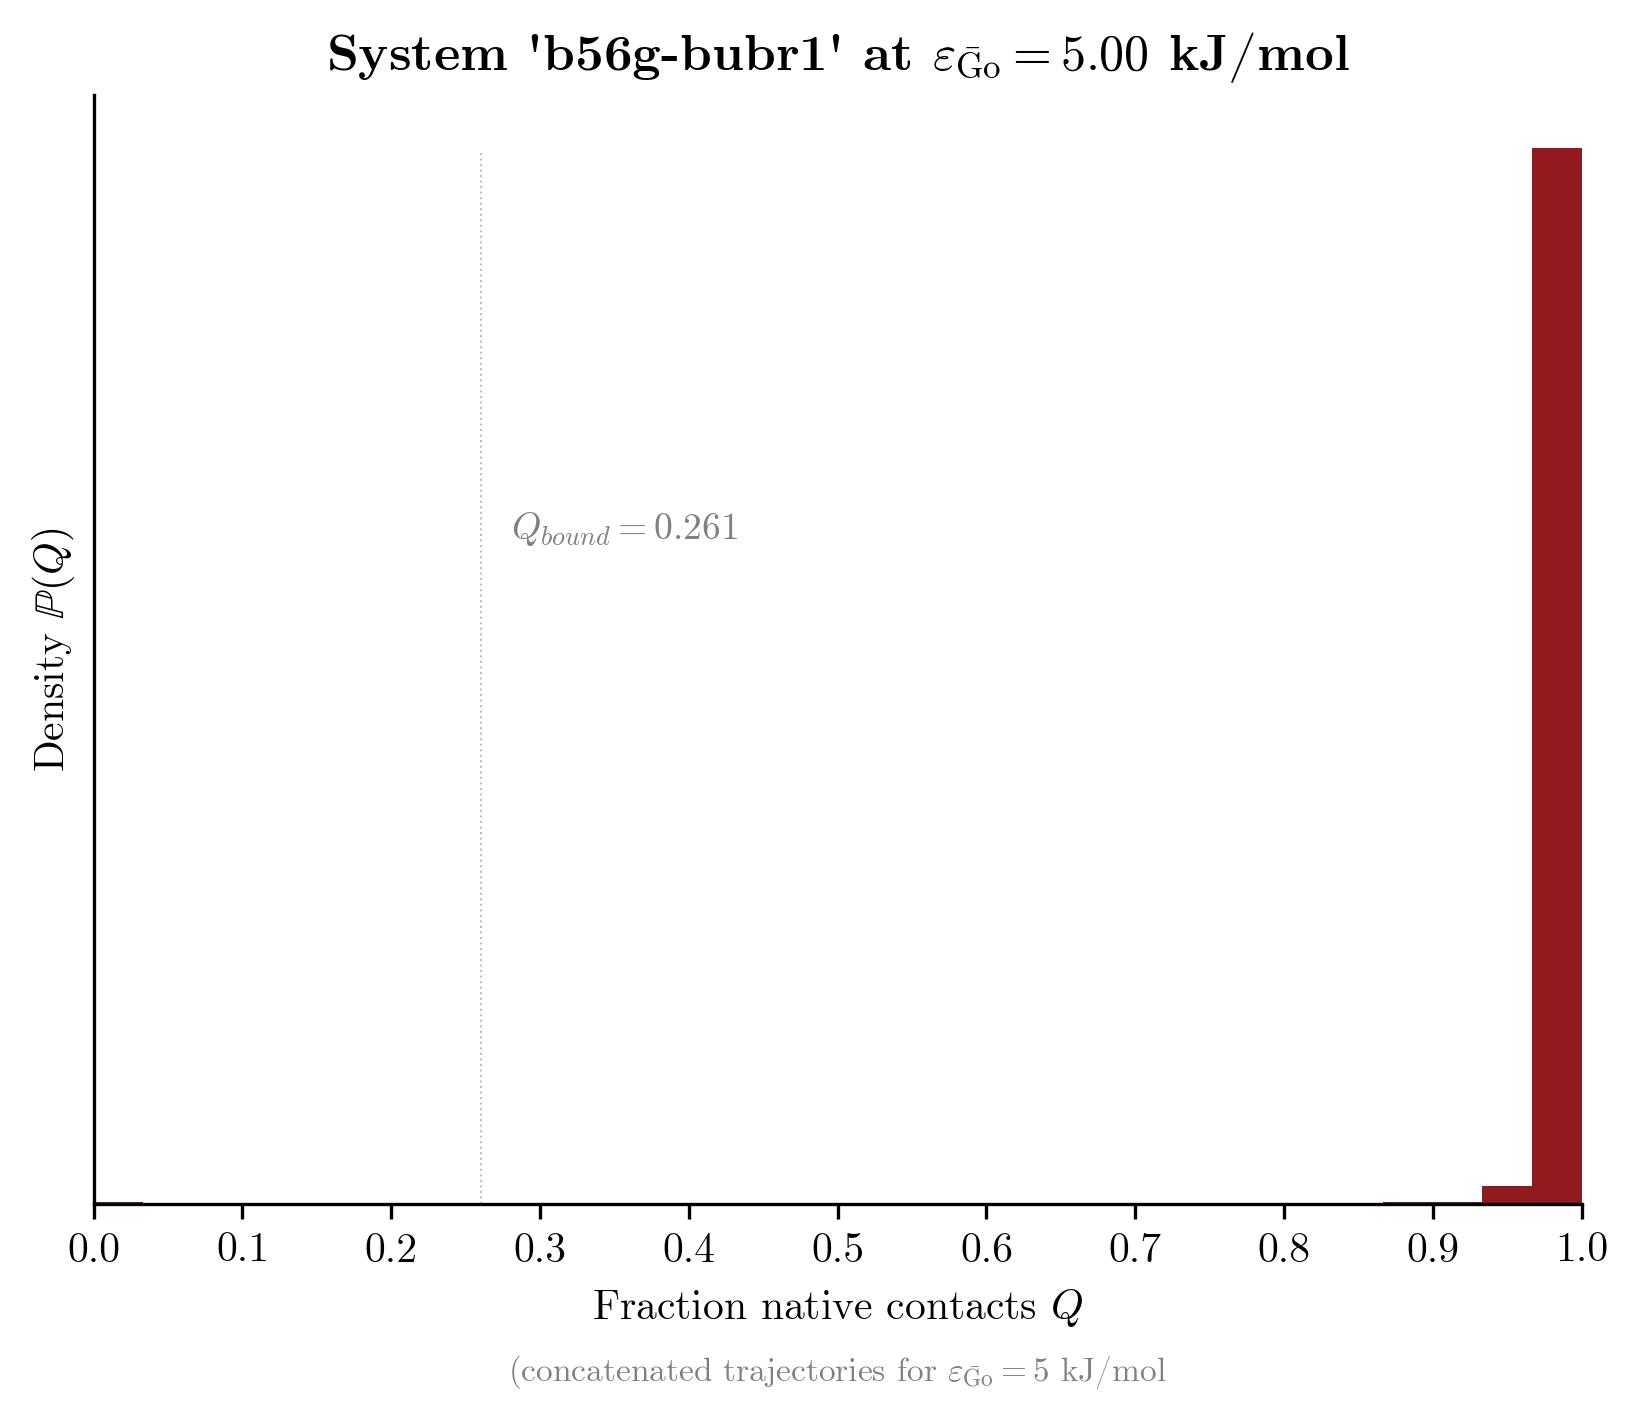 System 'b56g-bubr1' at ε_Ḡo = 5.00 kJ/mol
Density ℙ(Q)
Q_bound = 0.261
0.0 0.1 0.2 0.3 0.4 0.5 0.6 0.7 0.8 0.9 1.0
Fraction native contacts Q
(concatenated trajectories for ε_Ḡo = 5 kJ/mol